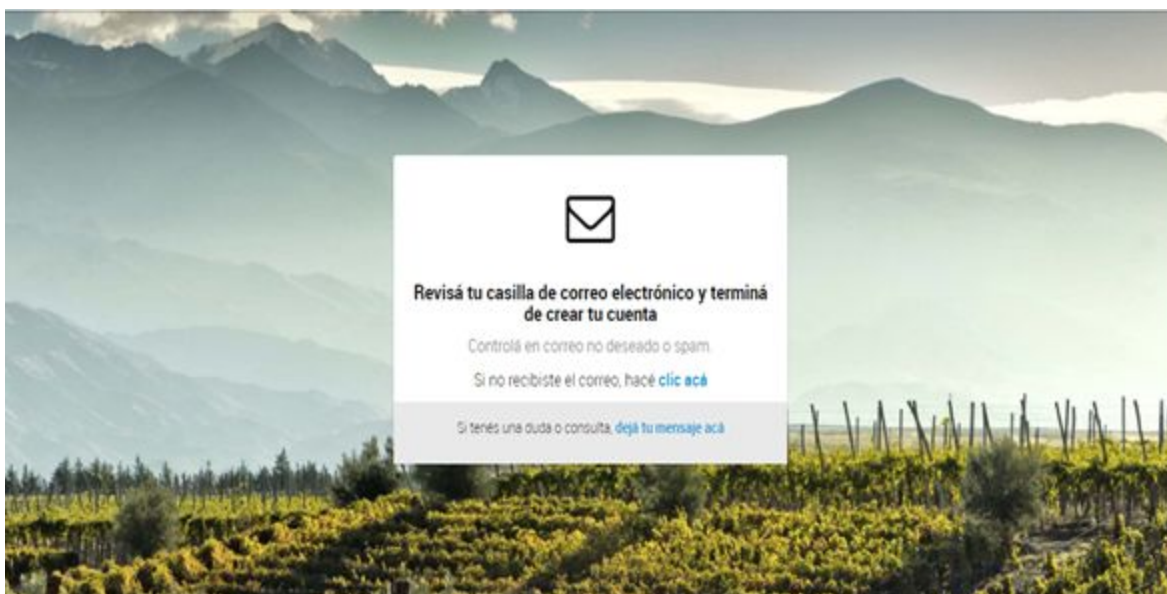 Revisá tu casilla de correo electrónico y terminá
de crear tu cuenta
Controlá en correo no deseado o spam.
Si no recibiste el correo, hacé clic acá
Si tenés una duda o consulta, dejá tu mensaje acá